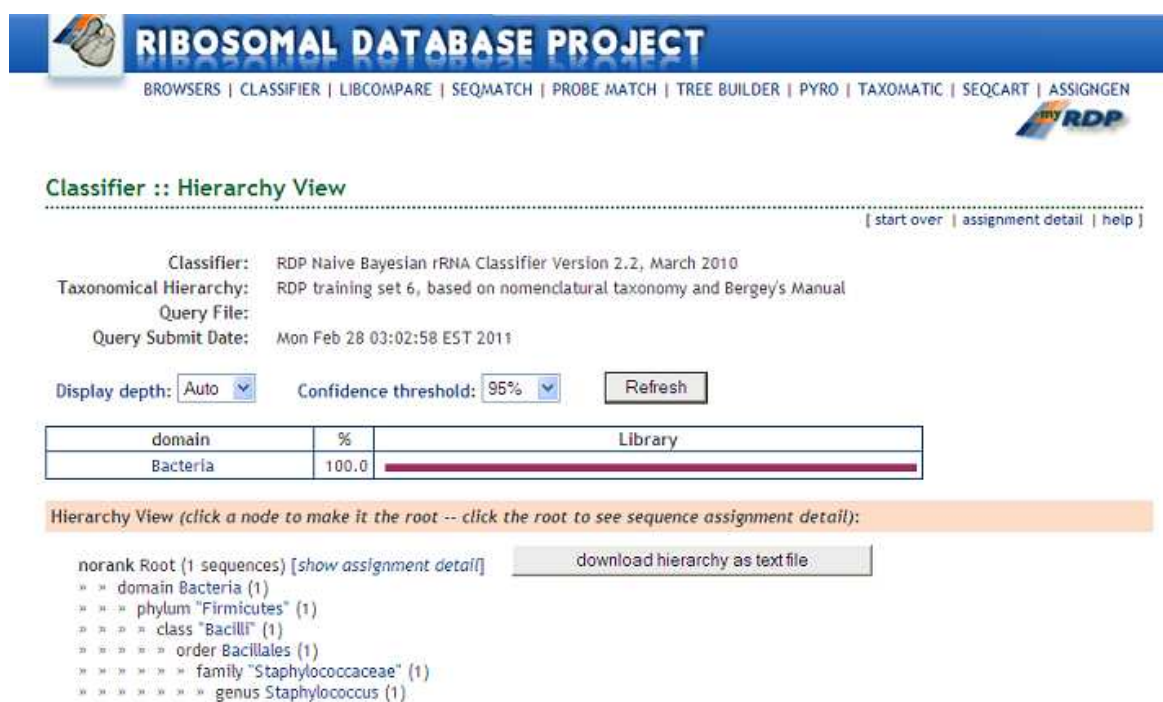 RIBOSOMAL DATABASE PROJECT
BROWSERS | CLASSIFIER | LIBCOMPARE | SEQMATCH | PROBE MATCH | TREE BUILDER | PYRO | TAXOMATIC | SEQCART | ASSIGNGEN
my RDP
Classifier :: Hierarchy View
[ start over | assignment detail | help ]
Classifier: RDP Naive Bayesian rRNA Classifier Version 2.2, March 2010
Taxonomical Hierarchy: RDP training set 6, based on nomenclatural taxonomy and Bergey's Manual
Query File:
Query Submit Date: Mon Feb 28 03:02:58 EST 2011
Display depth: Auto Confidence threshold: 95% Refresh
domain % Library
Bacteria 100.0
Hierarchy View (click a node to make it the root -- click the root to see sequence assignment detail):
norank Root (1 sequences) [show assignment detail] download hierarchy as text file
» » domain Bacteria (1)
» » » phylum "Firmicutes" (1)
» » » » class "Bacilli" (1)
» » » » » order Bacillales (1)
» » » » » » family "Staphylococcaceae" (1)
» » » » » » » genus Staphylococcus (1)